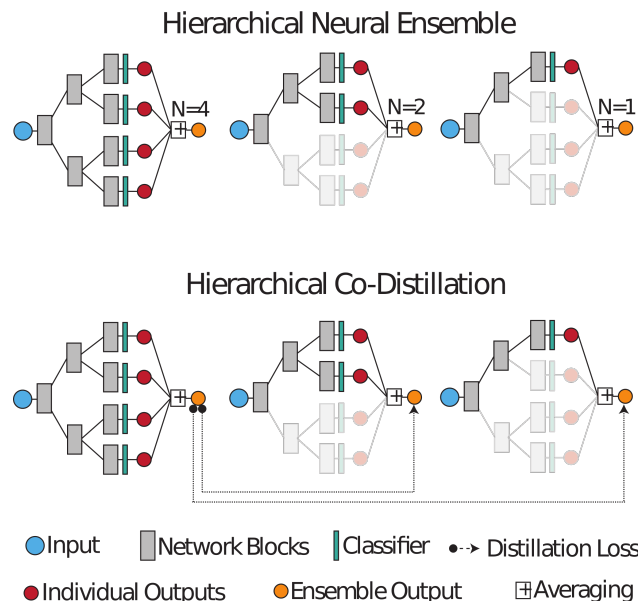 Hierarchical Neural Ensemble
N=4
N=2
N=1
Hierarchical Co-Distillation
Input
Network Blocks
Classifier
Distillation Loss
Individual Outputs
Ensemble Output
Averaging